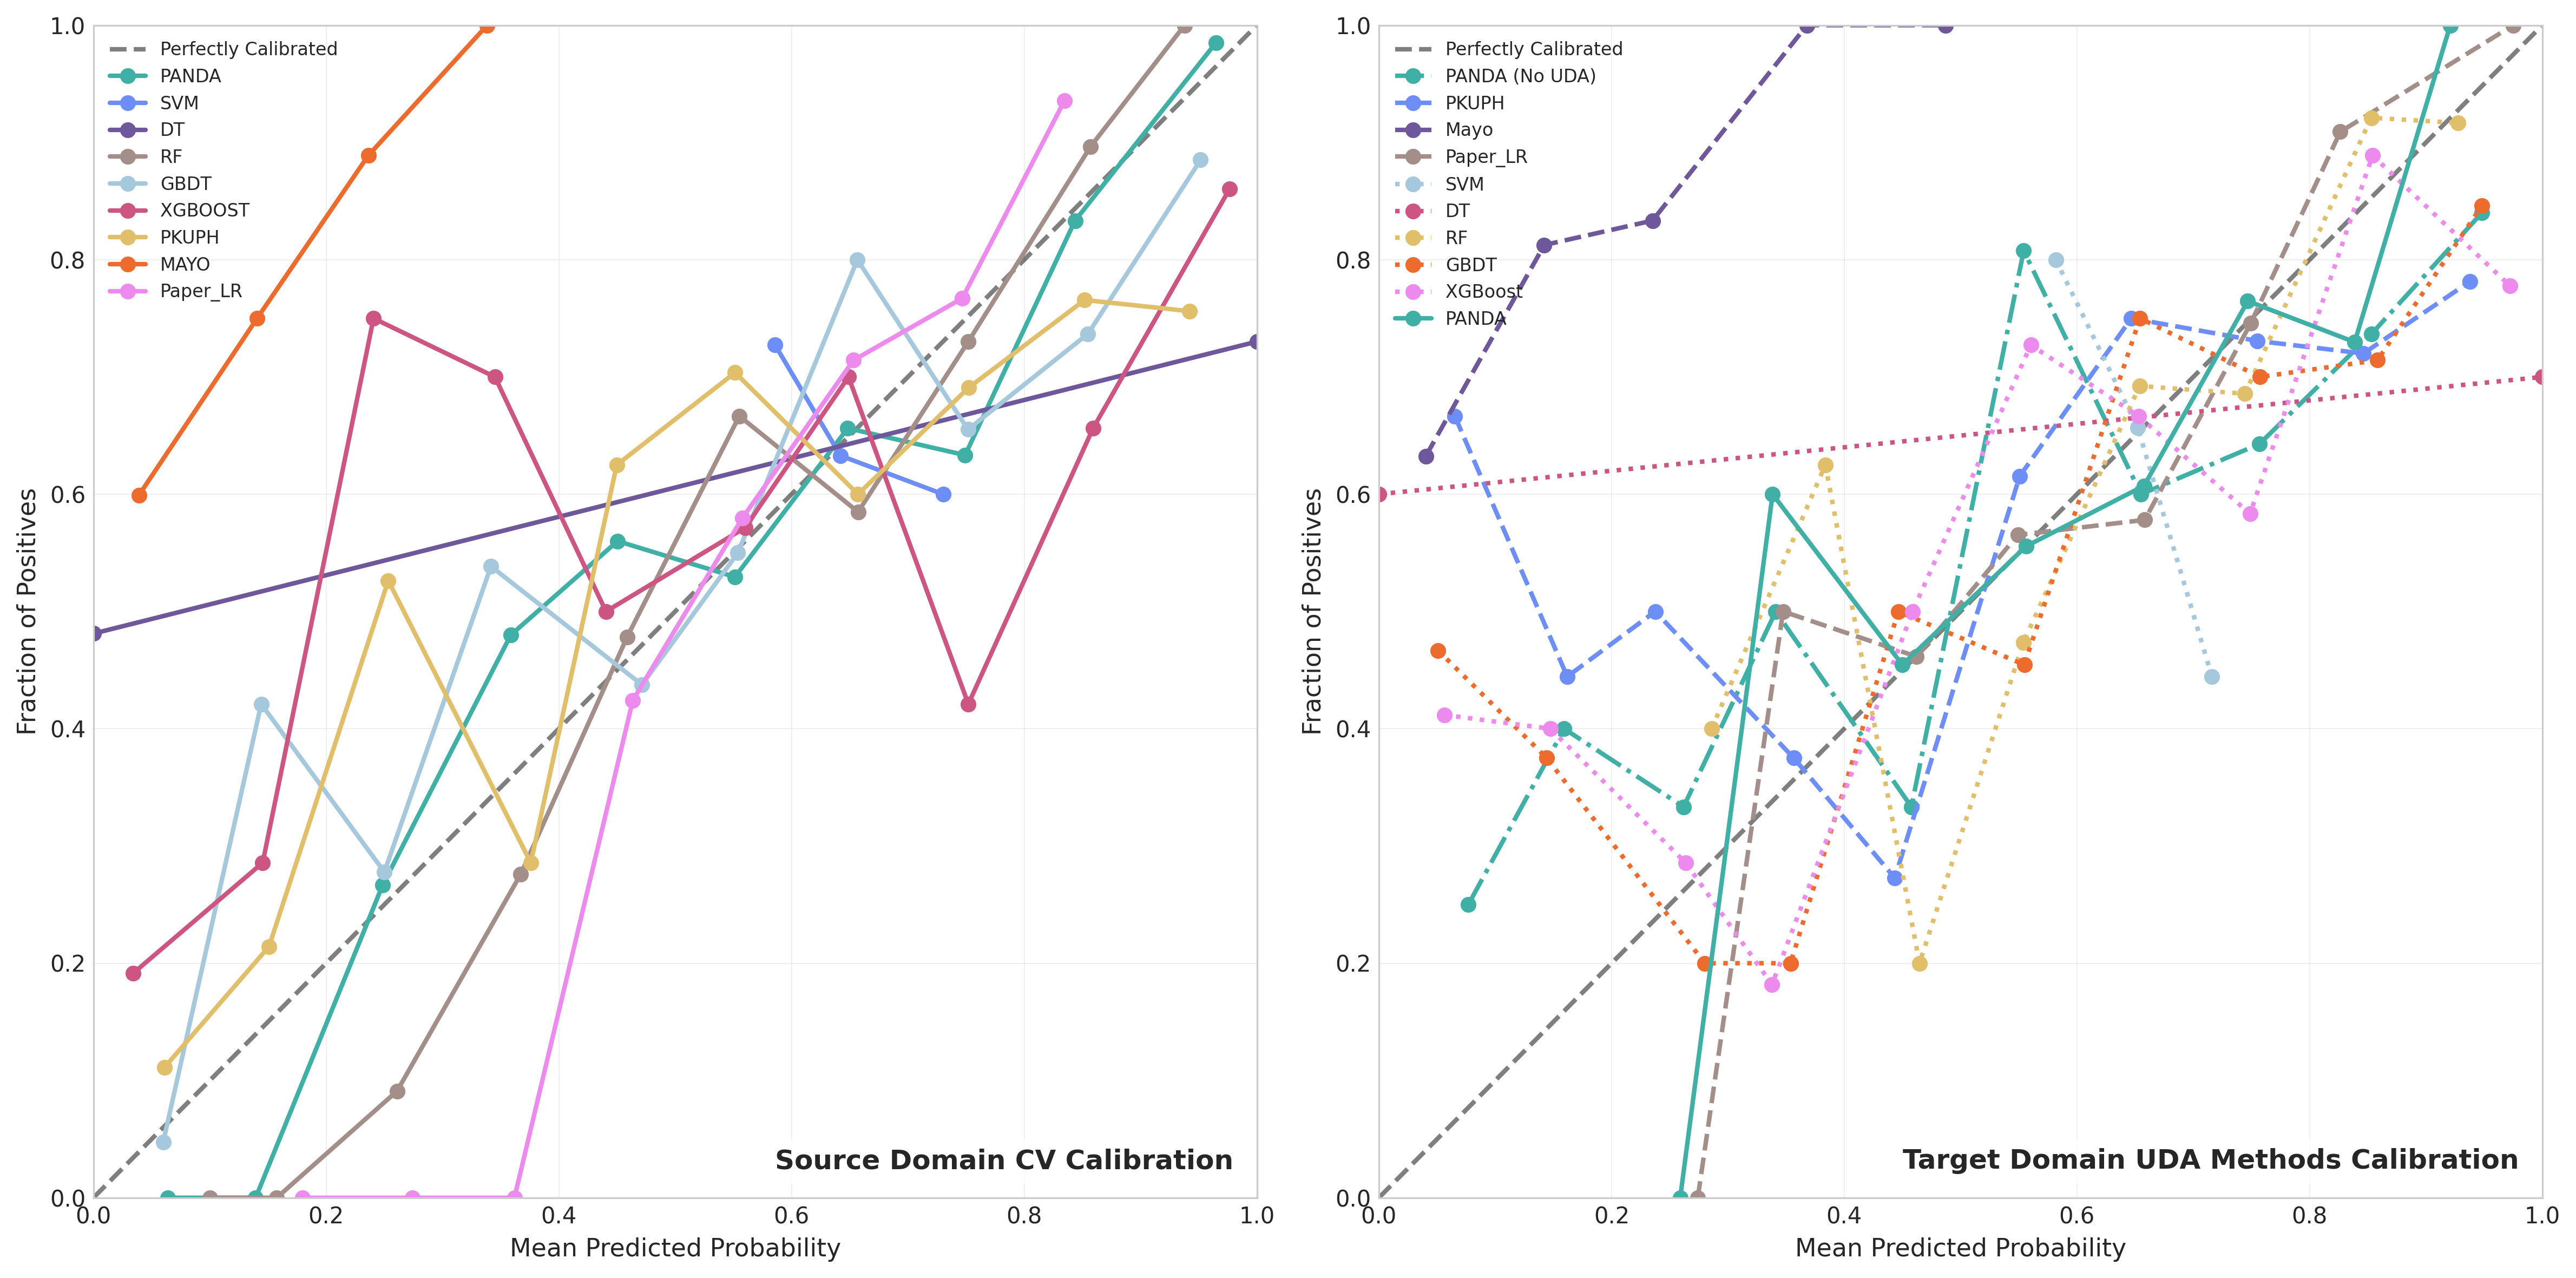 1.0
0.8
0.6
0.4
0.2
0.0
Fraction of Positives
Perfectly Calibrated
PANDA
SVM
DT
RF
GBDT
XGBOOST
PKUPH
MAYO
Paper_LR
Source Domain CV Calibration
0.0 0.2 0.4 0.6 0.8 1.0
Mean Predicted Probability
1.0
0.8
0.6
0.4
0.2
0.0
Fraction of Positives
Perfectly Calibrated
PANDA (No UDA)
PKUPH
Mayo
Paper_LR
SVM
DT
RF
GBDT
XGBoost
PANDA
Target Domain UDA Methods Calibration
0.0 0.2 0.4 0.6 0.8 1.0
Mean Predicted Probability